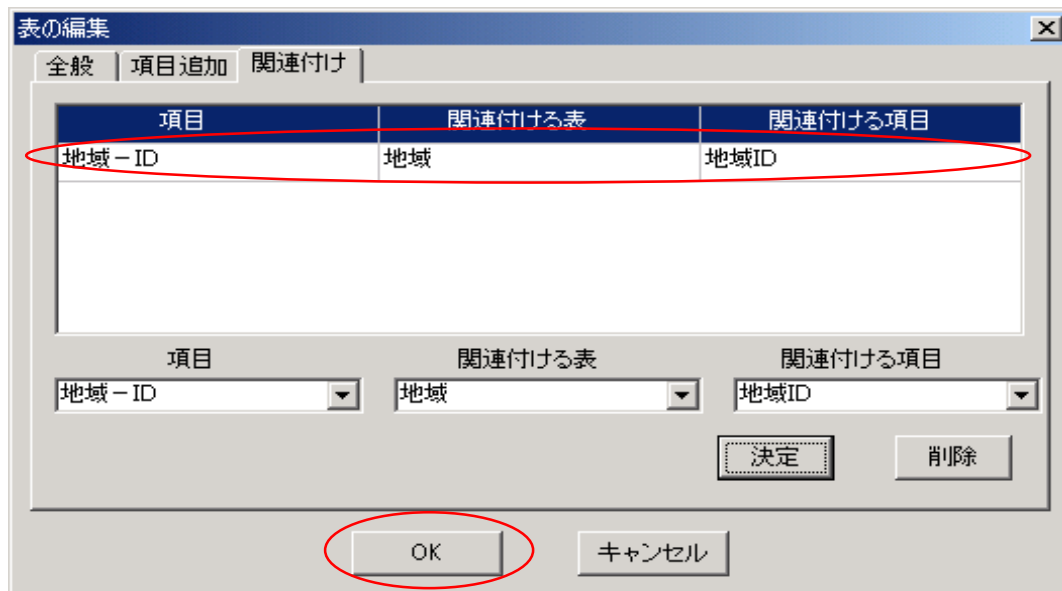 表の編集
全般 項目追加 関連付け
項目 関連付ける表 関連付ける項目
地域－ID 地域 地域ID
項目 関連付ける表 関連付ける項目
地域－ID 地域 地域ID
決定 削除
OK キャンセル